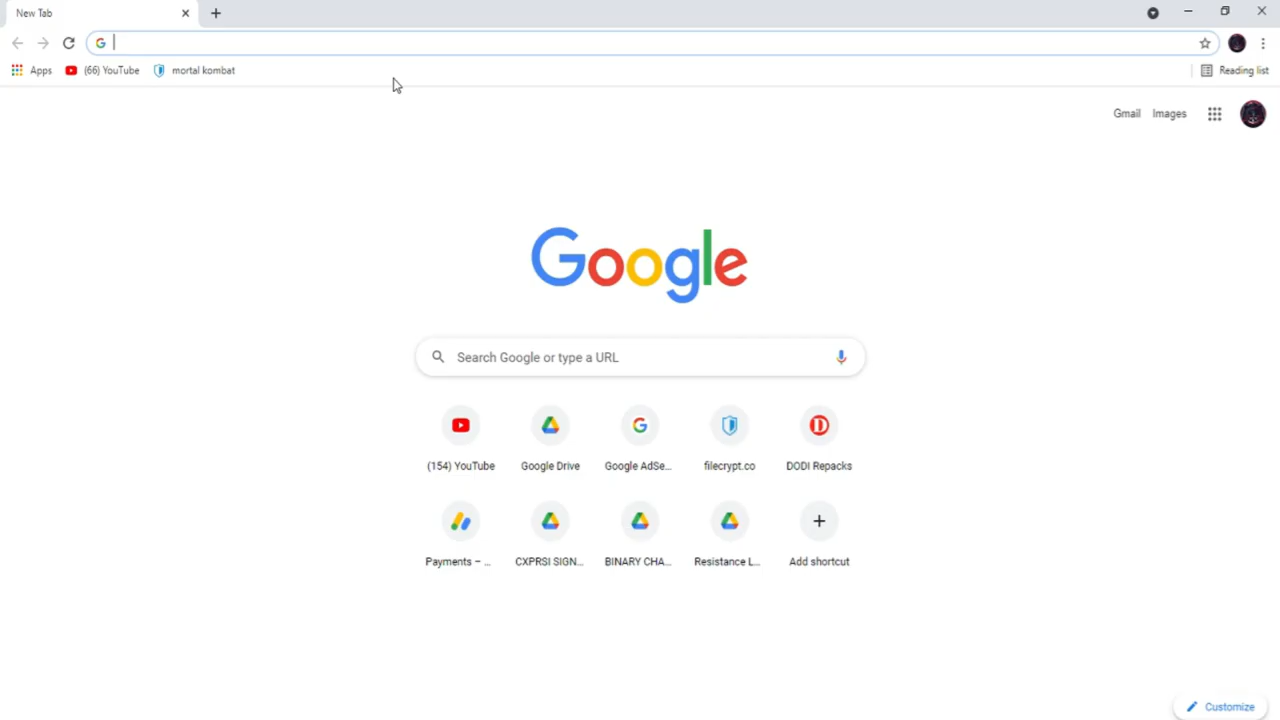 New Tab
Apps (66) YouTube mortal kombat Reading list
Gmail Images
Google
Search Google or type a URL
(154) YouTube Google Drive Google AdSe... filecrypt.co DODI Repacks
Payments – ... CXPRSI SIGN... BINARY CHA... Resistance L... Add shortcut
Customize